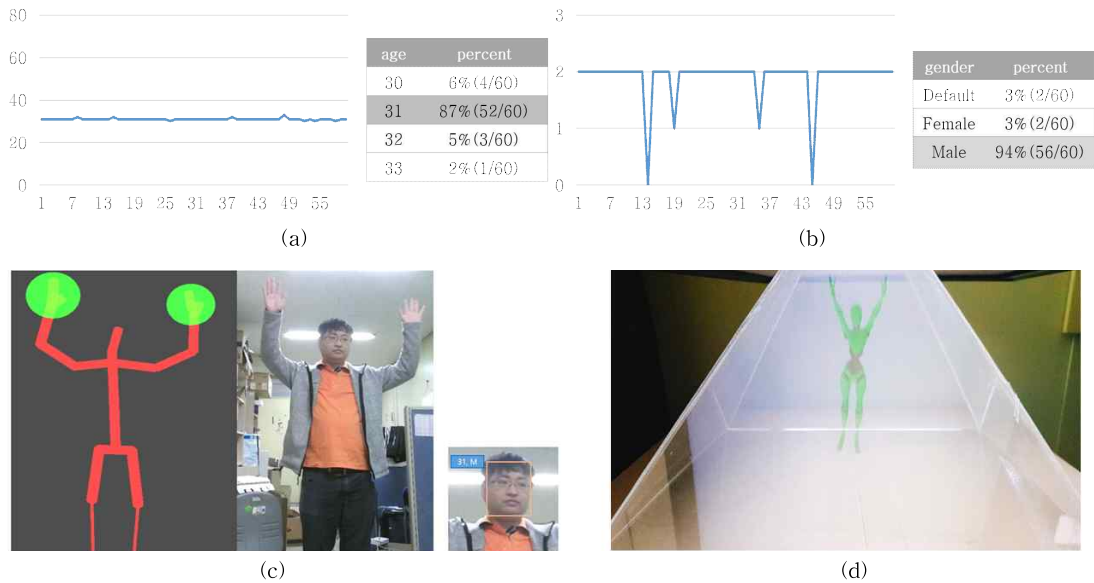 80
60
40
20
0
1 7 13 19 25 31 37 43 49 55
age percent
30 6%(4/60)
31 87%(52/60)
32 5%(3/60)
33 2%(1/60)
(a)
3
2
1
0
1 7 13 19 25 31 37 43 49 55
gender percent
Default 3%(2/60)
Female 3%(2/60)
Male 94%(56/60)
(b)
31, M
(c)
(d)